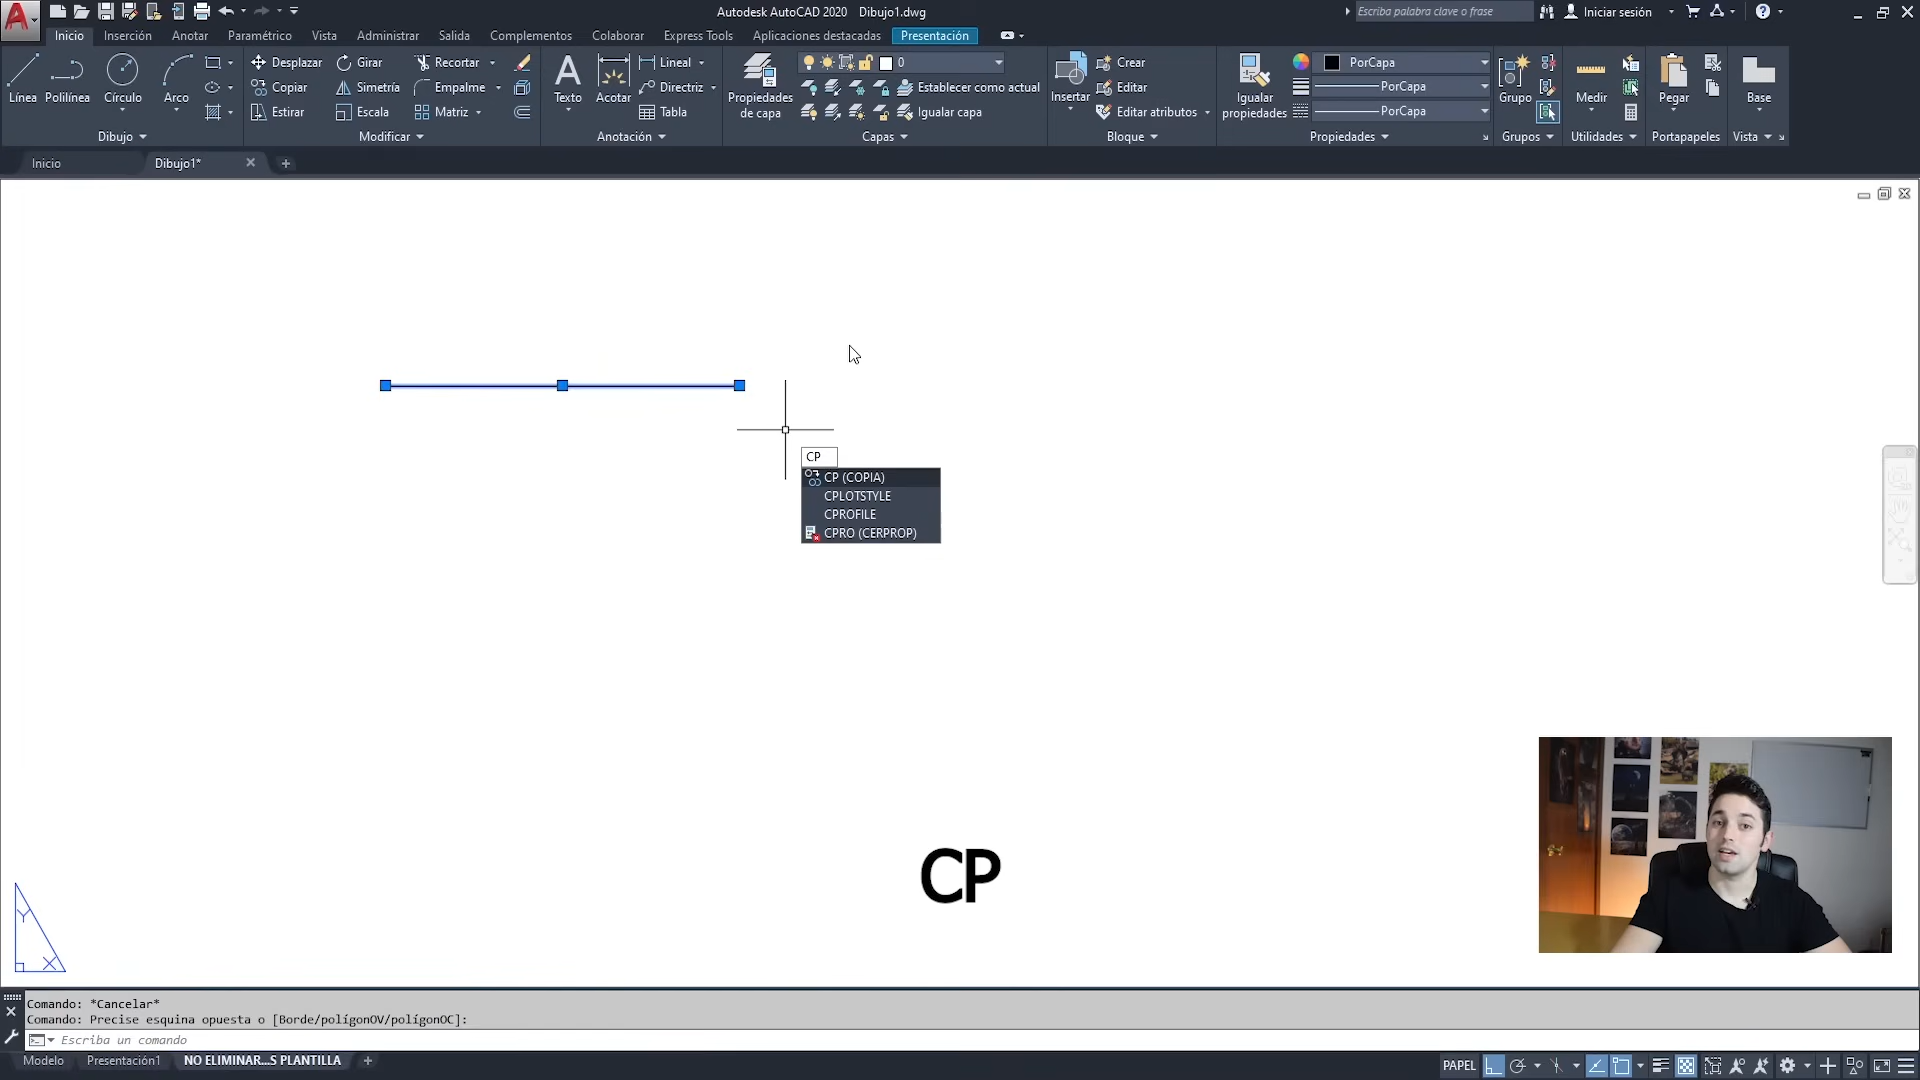 Autodesk AutoCAD 2020 Dibujo1.dwg
Escriba palabra clave o frase
Iniciar sesión
Inicio Inserción Anotar Paramétrico Vista Administrar Salida Complementos Colaborar Express Tools Aplicaciones destacadas Presentación
Línea Polilínea Círculo Arco
Dibujo
Desplazar Girar Recortar
Copiar Simetría Empalme
Estirar Escala Matriz
Modificar
Texto Acotar
Lineal
Directriz
Tabla
Anotación
Propiedades
de capa
0
Establecer como actual
Igualar capa
Capas
Insertar
Crear
Editar
Editar atributos
Bloque
Igualar
propiedades
PorCapa
PorCapa
PorCapa
Propiedades
Grupo
Grupos
Medir
Utilidades
Pegar
Portapapeles
Base
Vista
Inicio Dibujo1*
CP
CP (COPIA)
CPLOTSTYLE
CPROFILE
CPRO (CERPROP)
CP
Y
X
Comando: *Cancelar*
Comando: Precise esquina opuesta o [Borde/polígonOV/polígonOC]:
Escriba un comando
Modelo Presentación1 NO ELIMINAR...S PLANTILLA
PAPEL